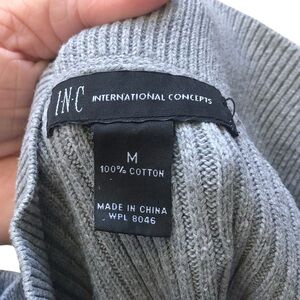 I·N·C INTERNATIONAL CONCEPTS
M
100% COTTON
MADE IN CHINA
WPL 8046